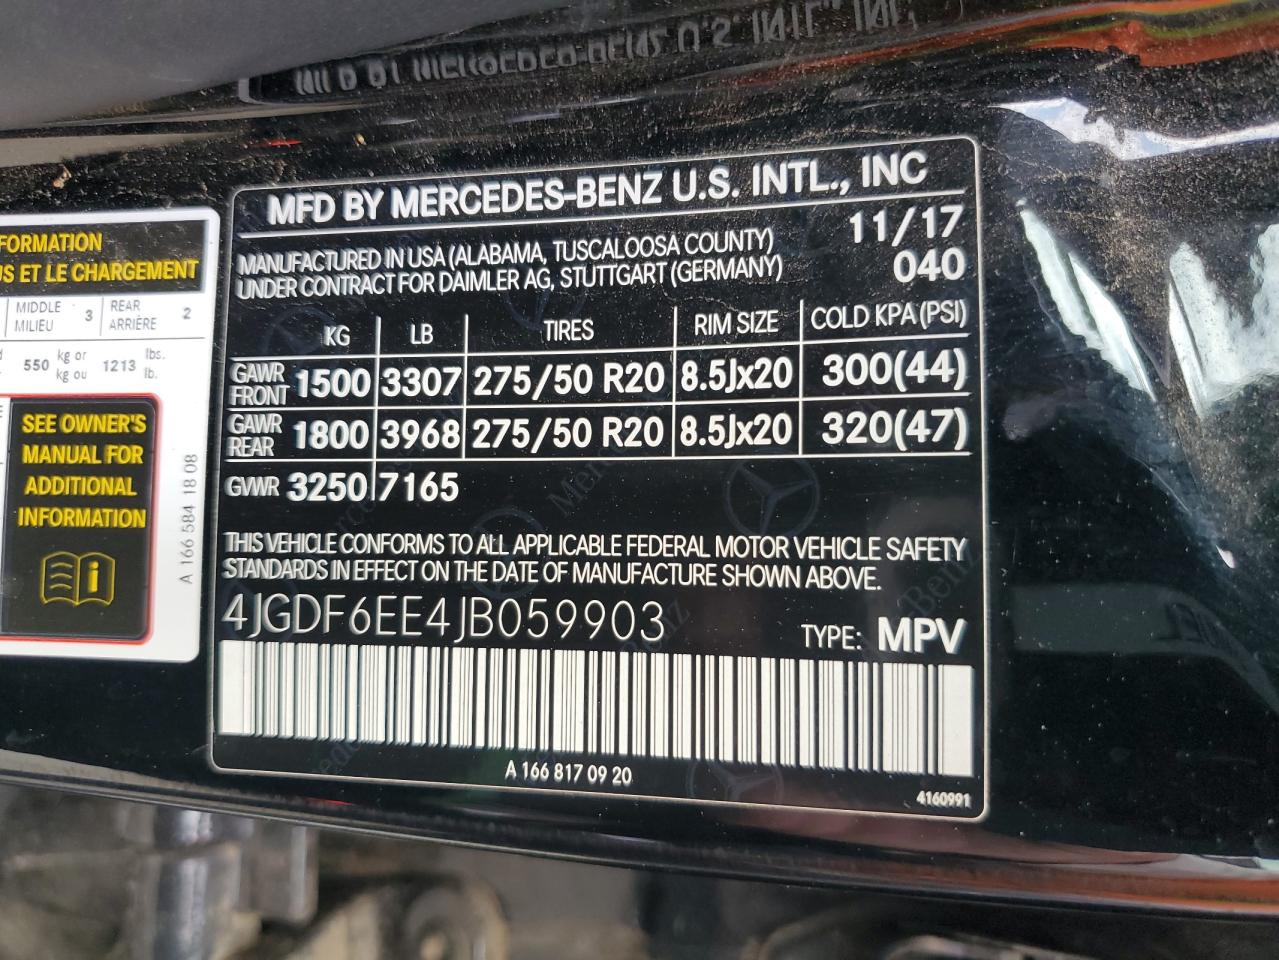 MFD BY MERCEDES-BENZ U.S. INTL., INC
11/17
MANUFACTURED IN USA (ALABAMA, TUSCALOOSA COUNTY)
UNDER CONTRACT FOR DAIMLER AG, STUTTGART (GERMANY)
040
KG LB TIRES RIM SIZE COLD KPA (PSI)
GAWR FRONT 1500 3307 275/50 R20 8.5Jx20 300(44)
GAWR REAR 1800 3968 275/50 R20 8.5Jx20 320(47)
GVWR 3250 7165
THIS VEHICLE CONFORMS TO ALL APPLICABLE FEDERAL MOTOR VEHICLE SAFETY
STANDARDS IN EFFECT ON THE DATE OF MANUFACTURE SHOWN ABOVE.
4JGDF6EE4JB059903
TYPE: MPV
A 166 817 09 20
4160991
ET LE CHARGEMENT
MIDDLE 3 REAR 2
MILIEU ARRIÈRE
550 kg or 1213 lbs.
kg ou lb.
SEE OWNER'S
MANUAL FOR
ADDITIONAL
INFORMATION
A 166 584 18 08